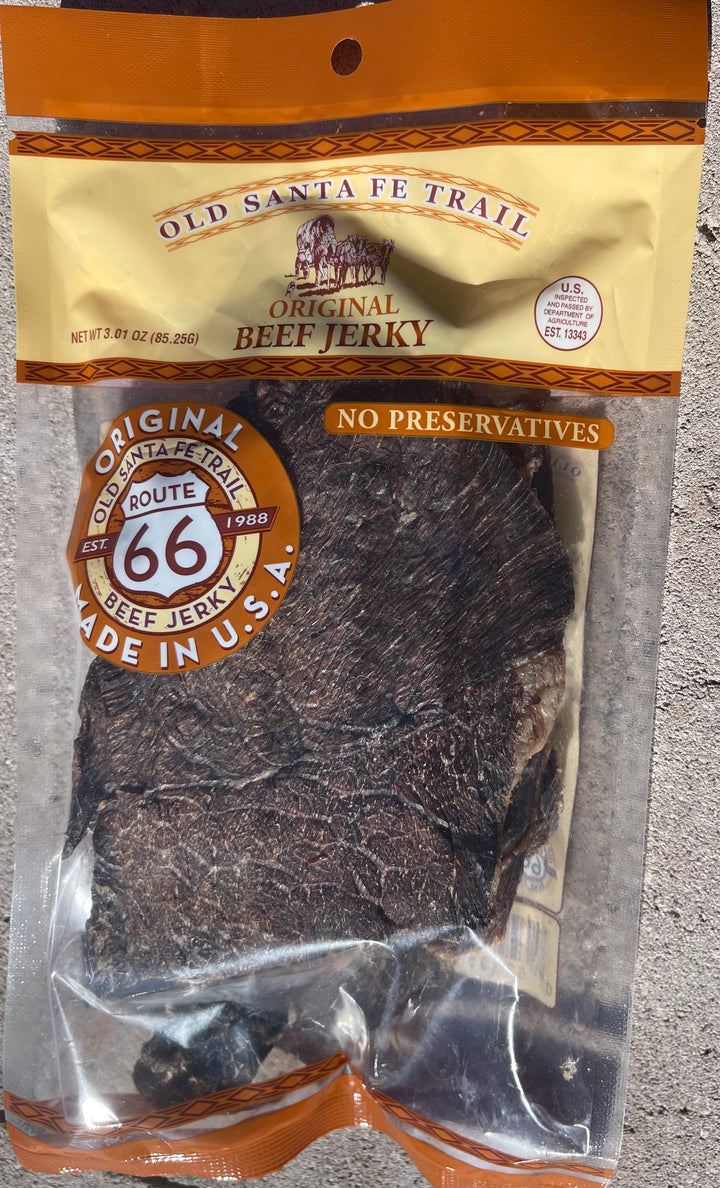 OLD SANTA FE TRAIL
ORIGINAL
BEEF JERKY
NET WT 3.01 OZ (85.25G)
U.S.
INSPECTED
AND PASSED BY
DEPARTMENT OF
AGRICULTURE
EST. 13343
NO PRESERVATIVES
ORIGINAL
OLD SANTA FE TRAIL
ROUTE
66
EST. 1988
BEEF JERKY
MADE IN U.S.A.